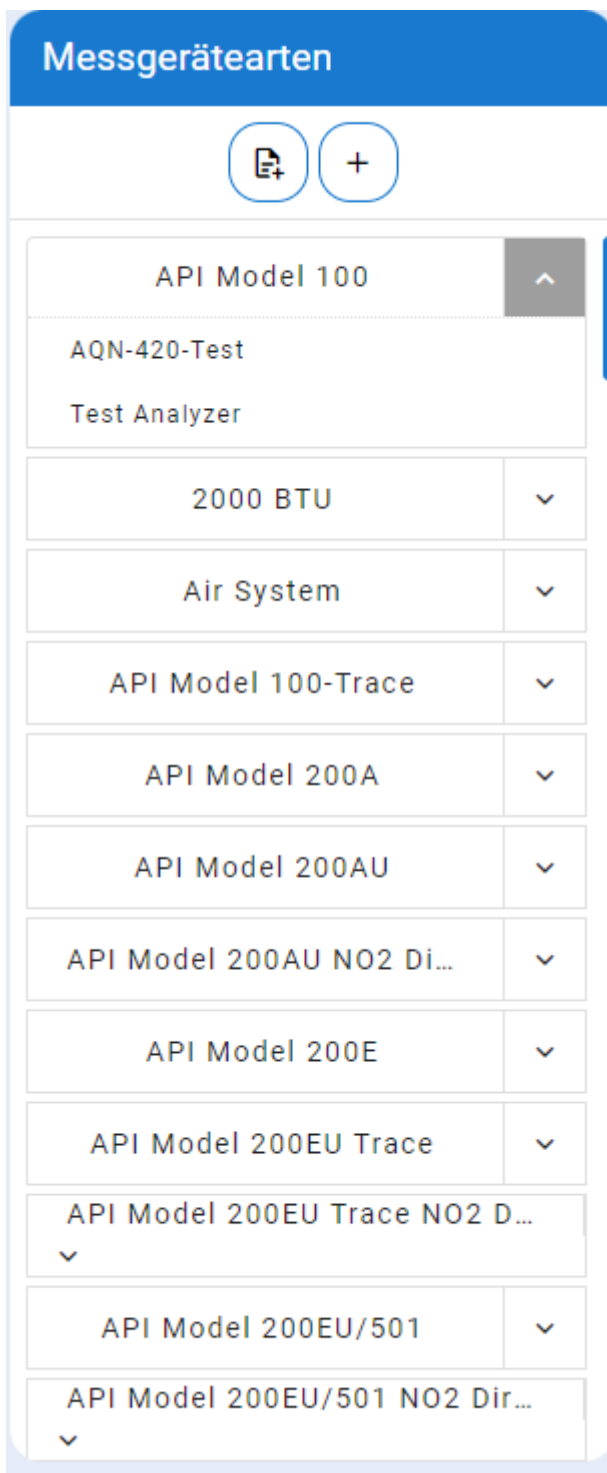 Messgerätearten
API Model 100
AQN-420-Test
Test Analyzer
2000 BTU
Air System
API Model 100-Trace
API Model 200A
API Model 200AU
API Model 200AU NO2 Di...
API Model 200E
API Model 200EU Trace
API Model 200EU Trace NO2 D...
API Model 200EU/501
API Model 200EU/501 NO2 Dir...